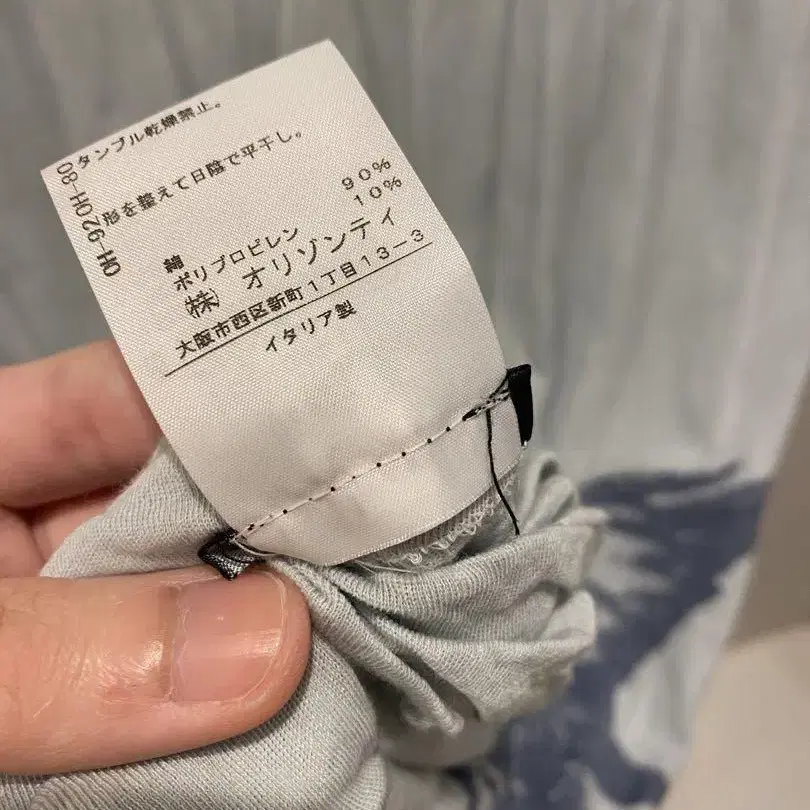 タンブル乾燥禁止。
形を整えて日陰で平干し。
綿 90%
ポリプロピレン 10%
㈱ オリゾンティ
大阪市西区新町1丁目13-3
イタリア製
OH-920H-80